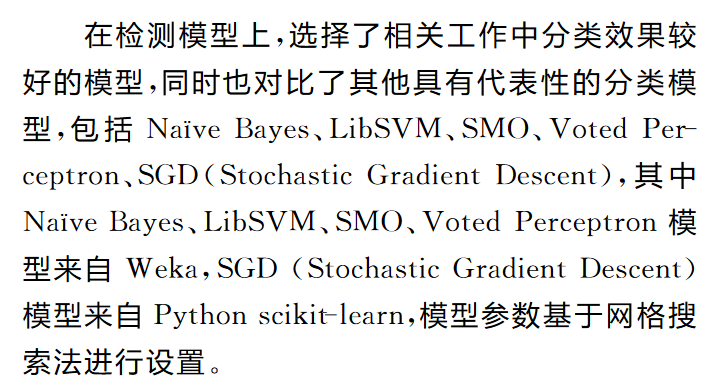 在检测模型上,选择了相关工作中分类效果较
好的模型,同时也对比了其他具有代表性的分类模
型,包括 Naïve Bayes、LibSVM、SMO、Voted Per-
ceptron、SGD(Stochastic Gradient Descent),其中
Naïve Bayes、LibSVM、SMO、Voted Perceptron 模
型来自 Weka,SGD (Stochastic Gradient Descent)
模型来自 Python scikit-learn,模型参数基于网格搜
索法进行设置。